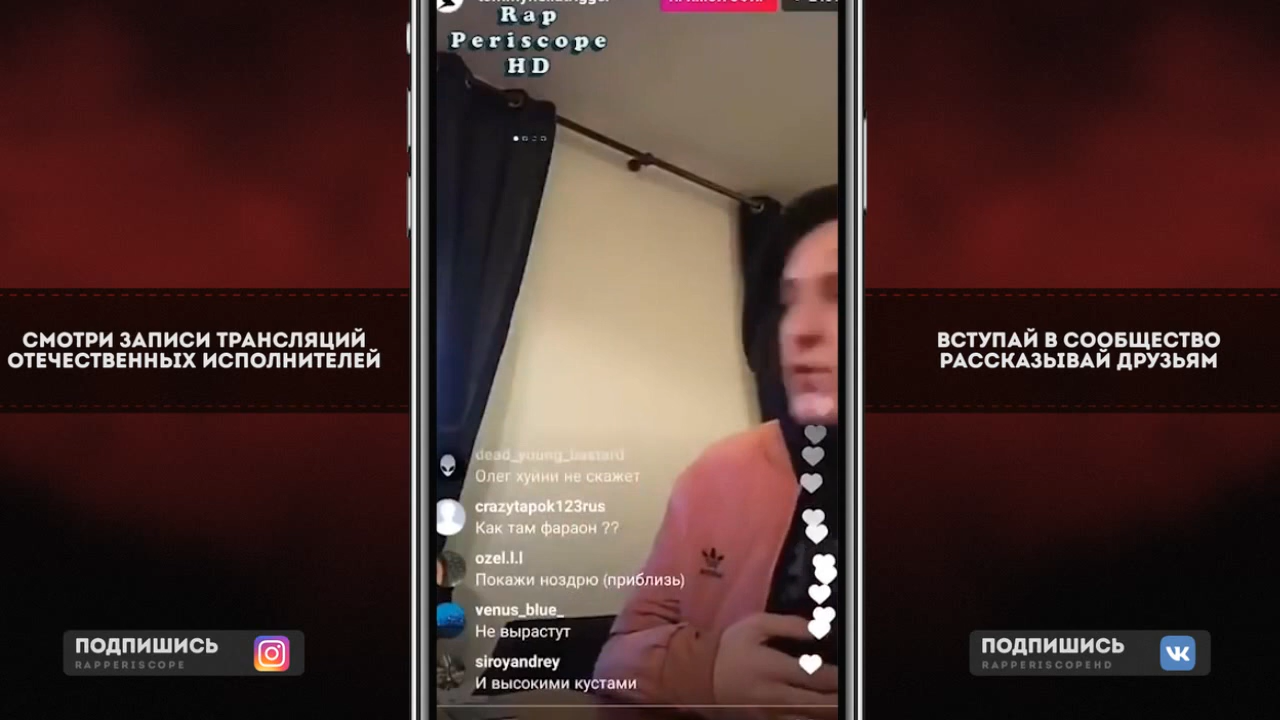 Rap
Periscope
HD
СМОТРИ ЗАПИСИ ТРАНСЛЯЦИЙ
ОТЕЧЕСТВЕННЫХ ИСПОЛНИТЕЛЕЙ
ВСТУПАЙ В СООБЩЕСТВО
РАССКАЗЫВАЙ ДРУЗЬЯМ
dead_young_bastard
Олег хуини не скажет
crazytapok123rus
Как там фараон ??
ozel.l.l
Покажи ноздрю (приблизь)
venus_blue_
Не вырастут
siroyandrey
И высокими кустами
ПОДПИШИСЬ
RAPPERISCOPE
ПОДПИШИСЬ
RAPPERISCOPEHD